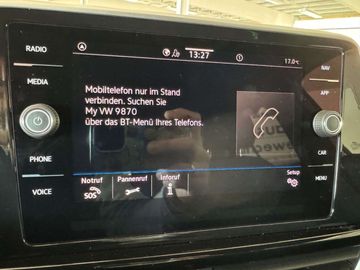 RADIO
MEDIA
PHONE
VOICE
13:27
17.0°C
Mobiltelefon nur im Stand
verbinden. Suchen Sie
My VW 9870
über das BT-Menü Ihres Telefons.
Notruf
SOS
Pannenruf
Inforuf
Setup
NAV
APP
CAR
MENU